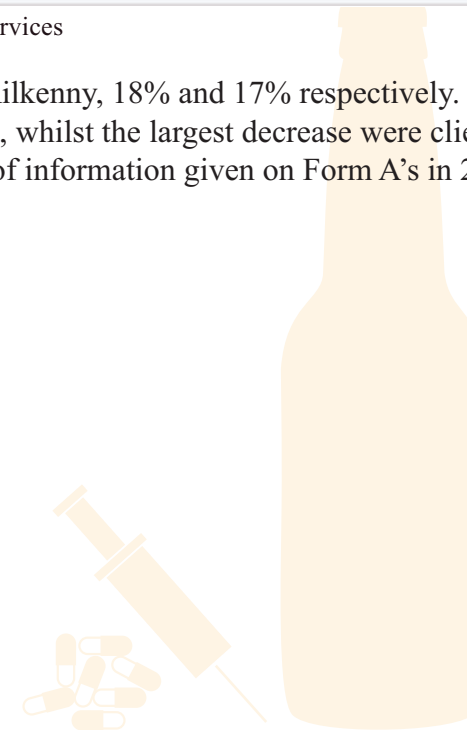 rvices
ilkenny, 18% and 17% respectively.
, whilst the largest decrease were clie
of information given on Form A’s in 2